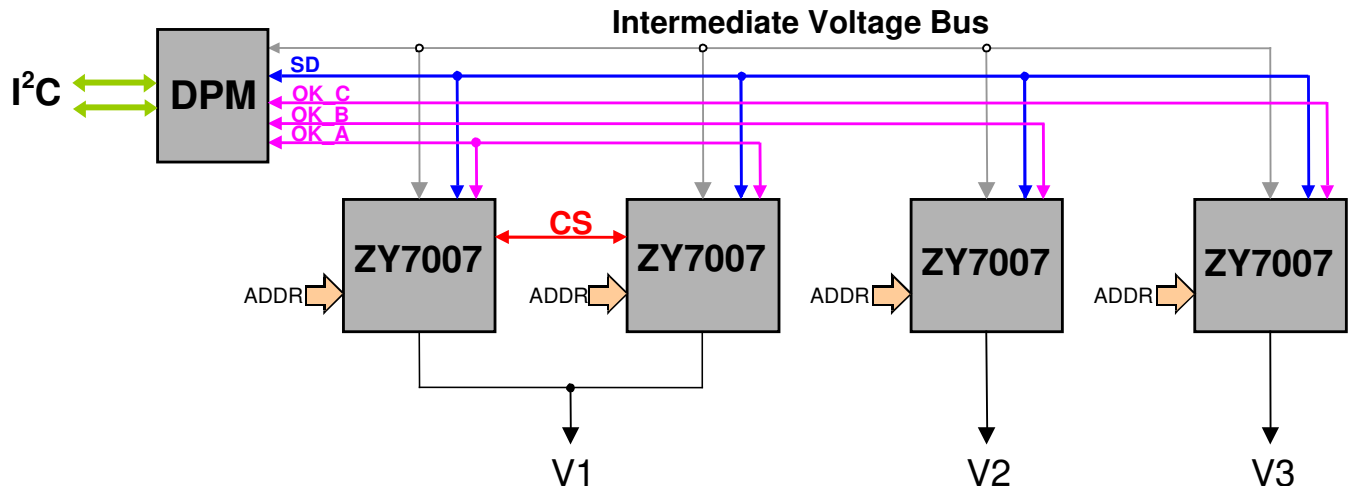 Intermediate Voltage Bus
I²C
DPM
SD
OK_C
OK_B
OK_A
CS
ZY7007
ZY7007
ZY7007
ZY7007
ADDR
ADDR
ADDR
ADDR
V1
V2
V3